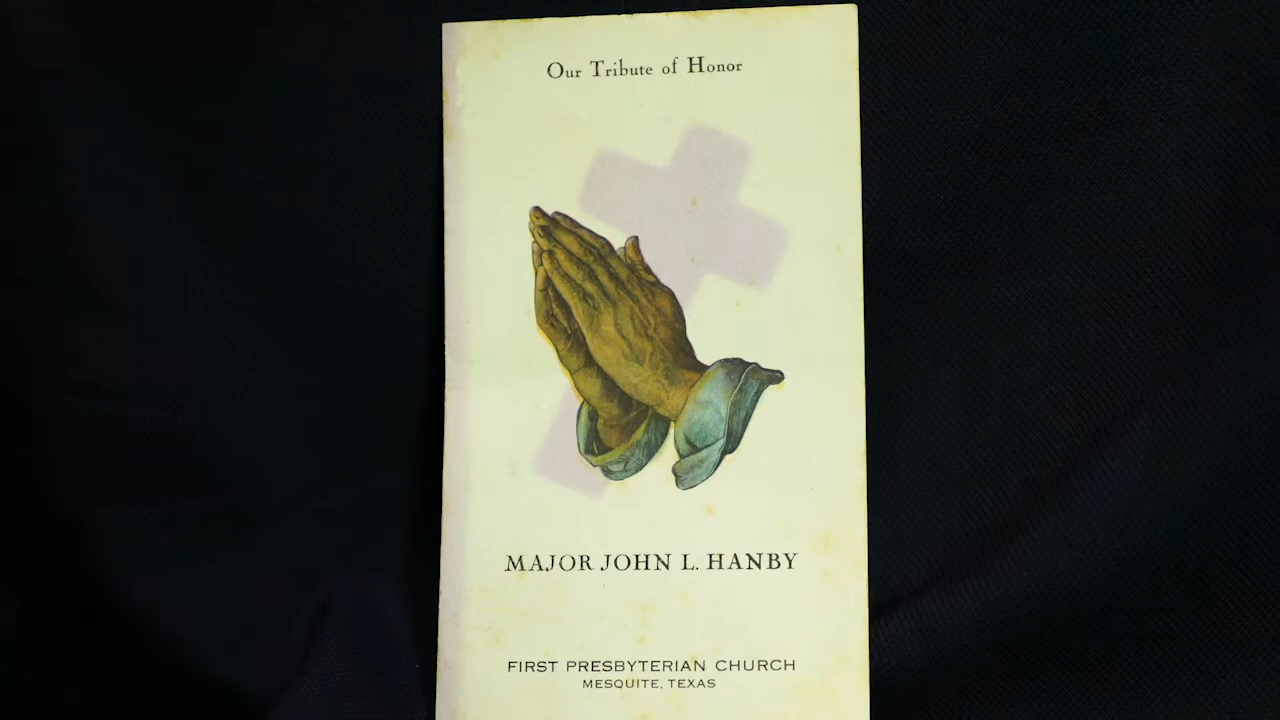 Our Tribute of Honor
MAJOR JOHN L. HANBY
FIRST PRESBYTERIAN CHURCH
MESQUITE, TEXAS